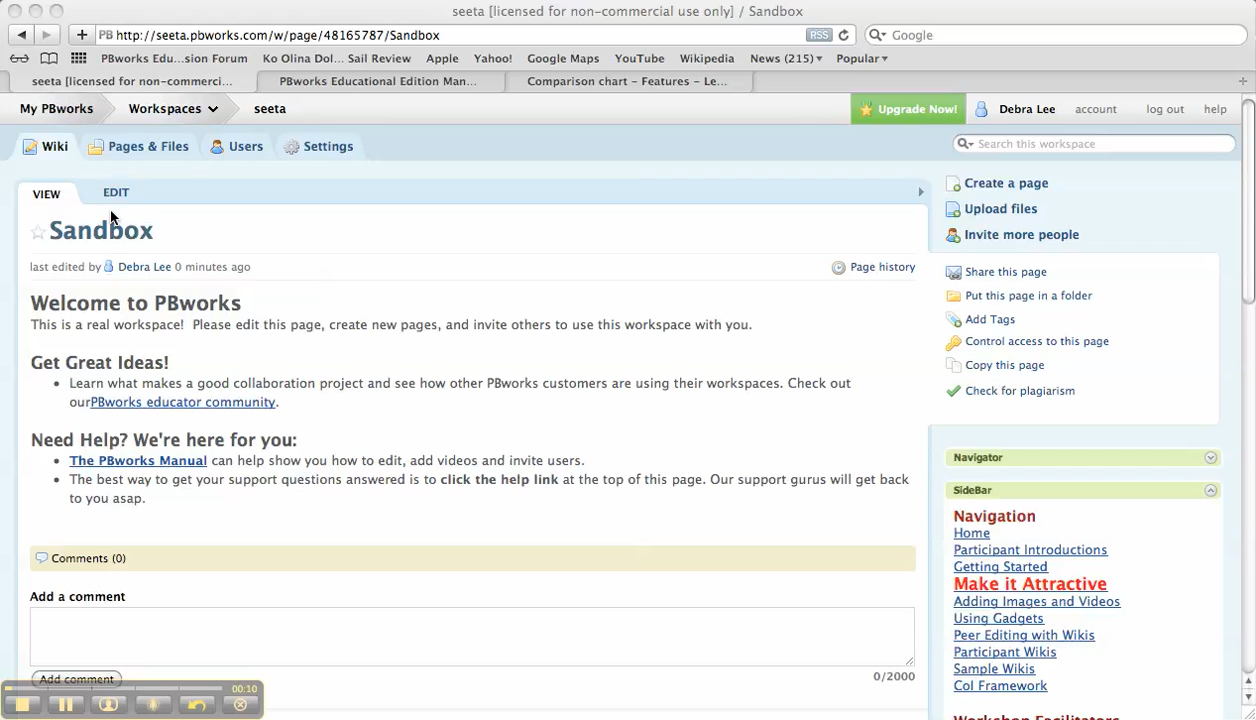 seeta [licensed for non-commercial use only] / Sandbox
PB http://seeta.pbworks.com/w/page/48165787/Sandbox RSS Google
PBworks Edu...sion Forum Ko Olina Dol... Sail Review Apple Yahoo! Google Maps YouTube Wikipedia News (215) Popular
seeta [licensed for non-commerci... PBworks Educational Edition Man... Comparison chart – Features – Le...
My PBworks Workspaces seeta Upgrade Now! Debra Lee account log out help
Wiki Pages & Files Users Settings Search this workspace
VIEW EDIT
Sandbox
last edited by Debra Lee 0 minutes ago Page history
Welcome to PBworks
This is a real workspace! Please edit this page, create new pages, and invite others to use this workspace with you.
Get Great Ideas!
• Learn what makes a good collaboration project and see how other PBworks customers are using their workspaces. Check out
ourPBworks educator community.
Need Help? We're here for you:
• The PBworks Manual can help show you how to edit, add videos and invite users.
• The best way to get your support questions answered is to click the help link at the top of this page. Our support gurus will get back
to you asap.
Comments (0)
Add a comment
Add comment 0/2000
00:10
Create a page
Upload files
Invite more people
Share this page
Put this page in a folder
Add Tags
Control access to this page
Copy this page
Check for plagiarism
Navigator
SideBar
Navigation
Home
Participant Introductions
Getting Started
Make it Attractive
Adding Images and Videos
Using Gadgets
Peer Editing with Wikis
Participant Wikis
Sample Wikis
Col Framework
Workshop Facilitators